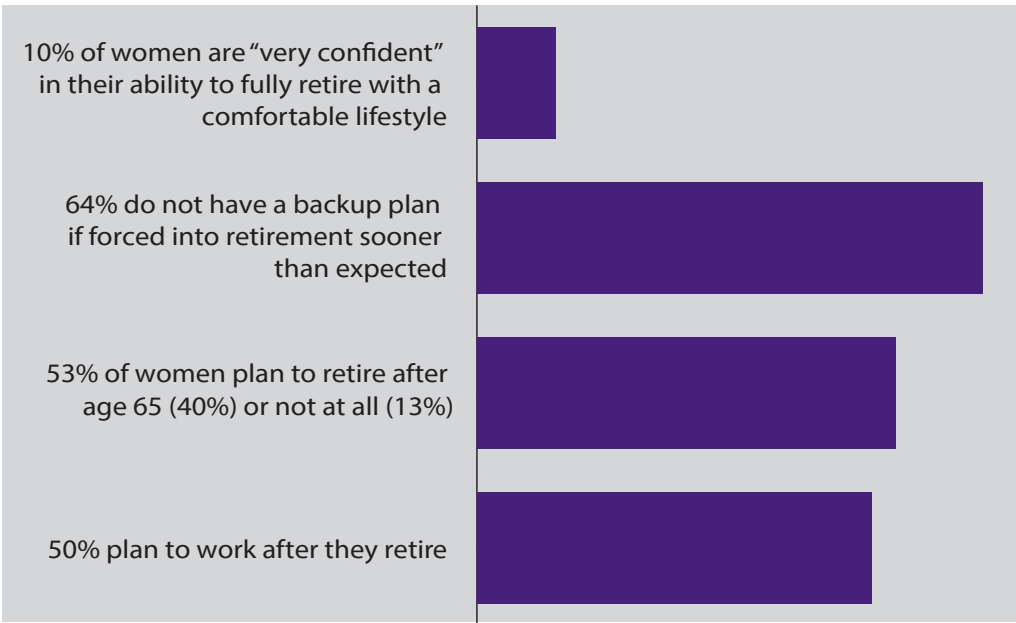 10% of women are “very confident”
in their ability to fully retire with a
comfortable lifestyle
64% do not have a backup plan
if forced into retirement sooner
than expected
53% of women plan to retire after
age 65 (40%) or not at all (13%)
50% plan to work after they retire